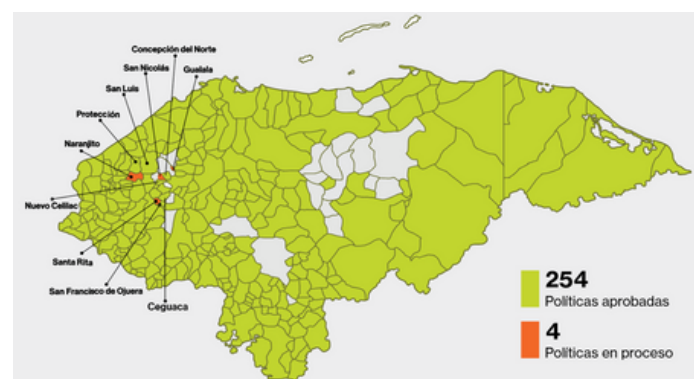 Concepción del Norte
San Nicolás
Gualala
San Luis
Protección
Naranjito
Nuevo Celilac
Santa Rita
San Francisco de Ojuera
Ceguaca
254
Políticas aprobadas
4
Políticas en proceso